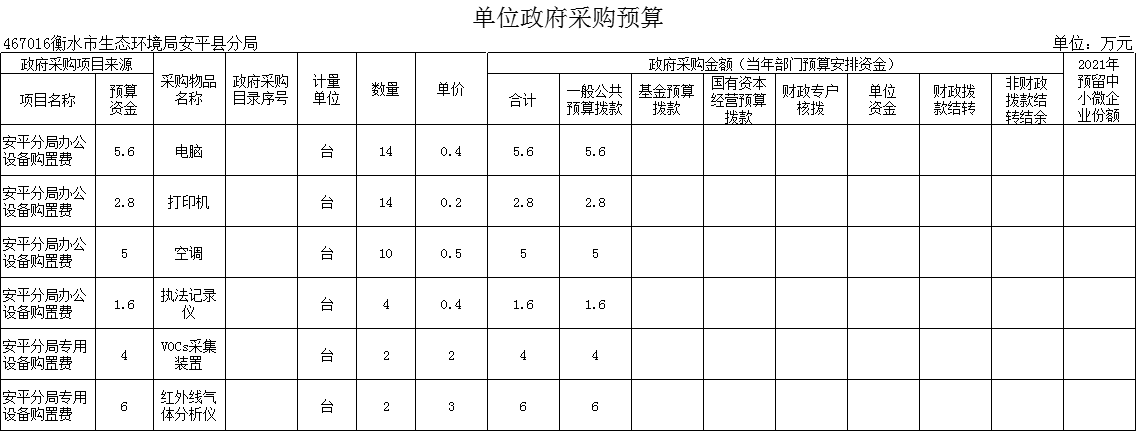 单位政府采购预算
467016衡水市生态环境局安平县分局 单位：万元
政府采购项目来源 采购物品名称 政府采购目录序号 计量单位 数量 单价 政府采购金额（当年部门预算安排资金） 2021年预留中小微企业份额
项目名称 预算资金 合计 一般公共预算拨款 基金预算拨款 国有资本经营预算拨款 财政专户核拨 单位资金 财政拨款结转 非财政拨款结转结余
安平分局办公设备购置费 5.6 电脑 台 14 0.4 5.6 5.6
安平分局办公设备购置费 2.8 打印机 台 14 0.2 2.8 2.8
安平分局办公设备购置费 5 空调 台 10 0.5 5 5
安平分局办公设备购置费 1.6 执法记录仪 台 4 0.4 1.6 1.6
安平分局专用设备购置费 4 VOCs采集装置 台 2 2 4 4
安平分局专用设备购置费 6 红外线气体分析仪 台 2 3 6 6